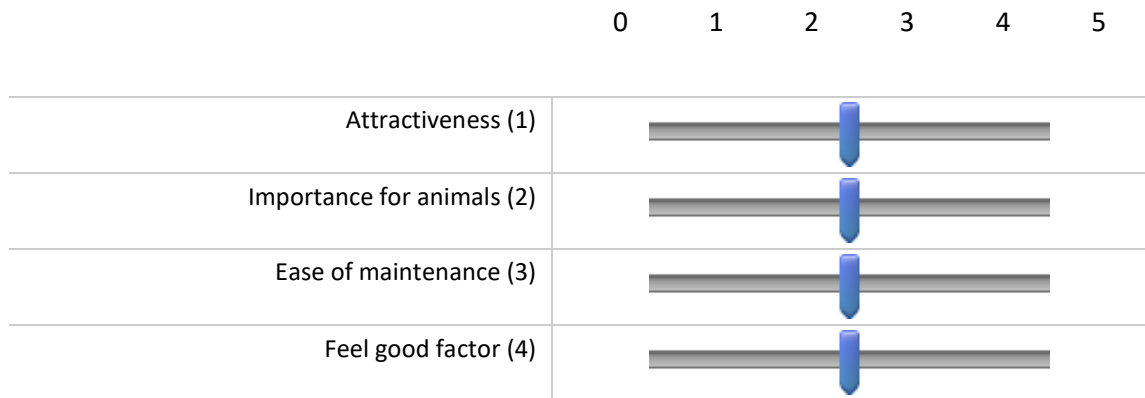 0 1 2 3 4 5
Attractiveness (1)
Importance for animals (2)
Ease of maintenance (3)
Feel good factor (4)